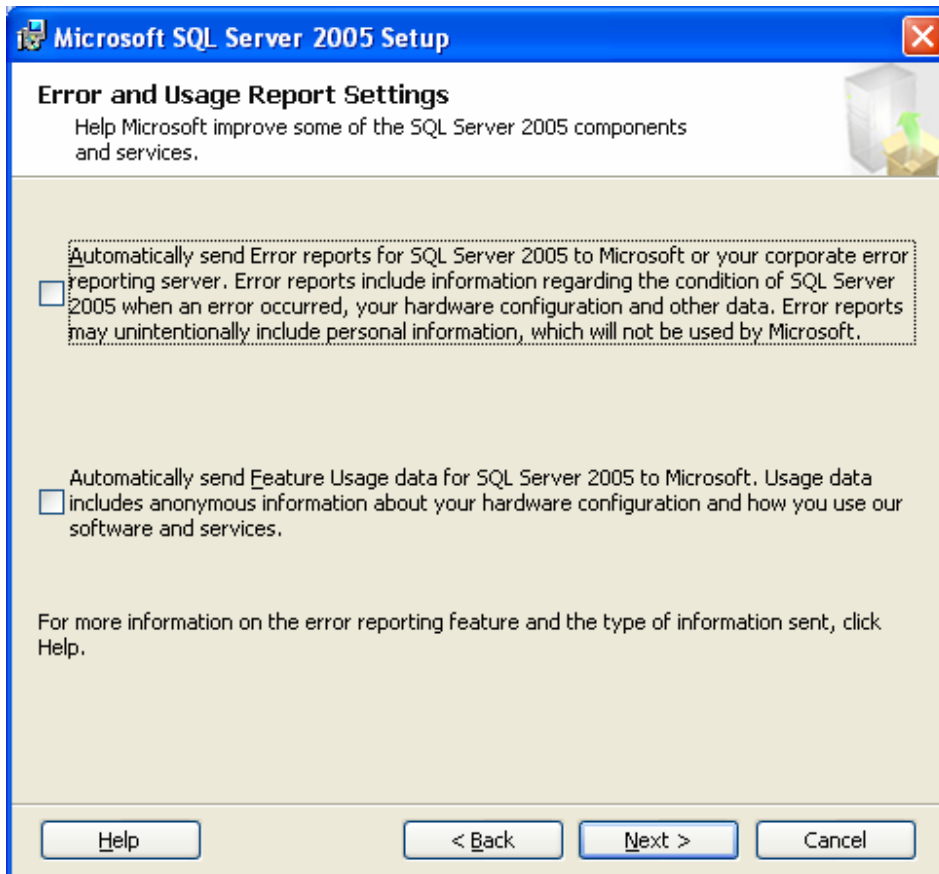 Microsoft SQL Server 2005 Setup
Error and Usage Report Settings
Help Microsoft improve some of the SQL Server 2005 components
and services.
Automatically send Error reports for SQL Server 2005 to Microsoft or your corporate error
reporting server. Error reports include information regarding the condition of SQL Server
2005 when an error occurred, your hardware configuration and other data. Error reports
may unintentionally include personal information, which will not be used by Microsoft.
Automatically send Feature Usage data for SQL Server 2005 to Microsoft. Usage data
includes anonymous information about your hardware configuration and how you use our
software and services.
For more information on the error reporting feature and the type of information sent, click
Help.
Help < Back Next > Cancel